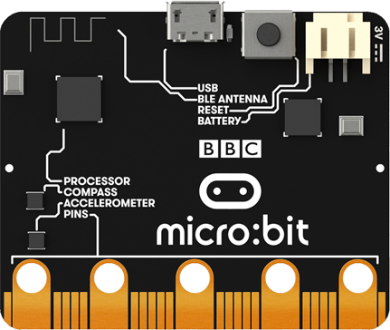 3V
USB
BLE ANTENNA
RESET
BATTERY
BBC
PROCESSOR
COMPASS
ACCELEROMETER
PINS
micro:bit